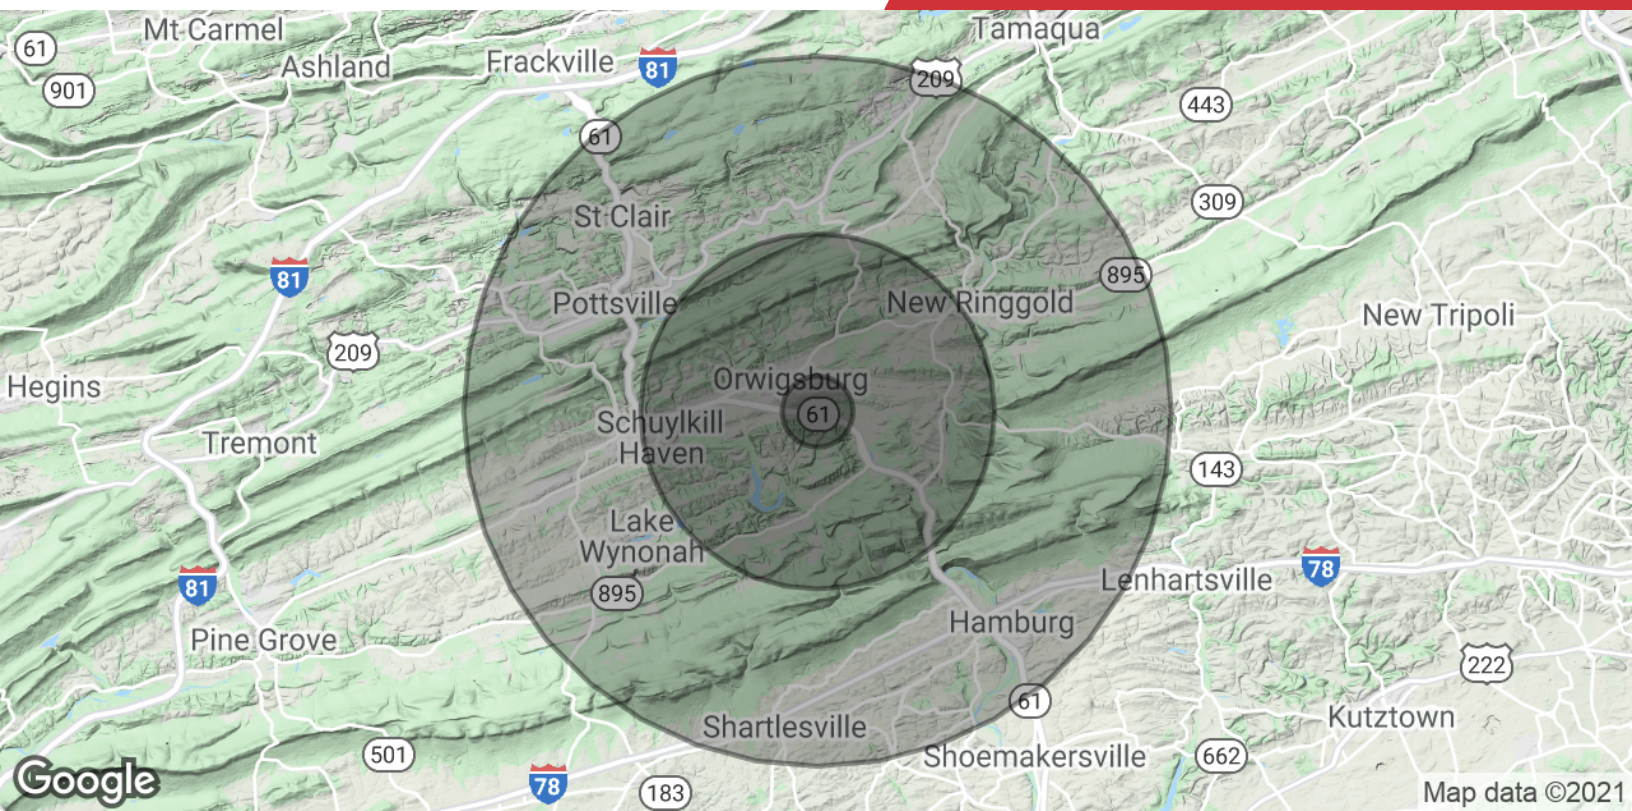 Tamaqua
Mt Carmel
61
Frackville
Ashland
81
209
901
443
61
309
St Clair
81
895
Pottsville
New Ringgold
New Tripoli
209
Orwigsburg
Hegins
61
Schuylkill
Haven
Tremont
143
Lake
Wynonah
78
Lenhartsville
81
895
Hamburg
Pine Grove
222
61
Kutztown
Shartlesville
501
Shoemakersville
662
Google
78
183
Map data ©2021